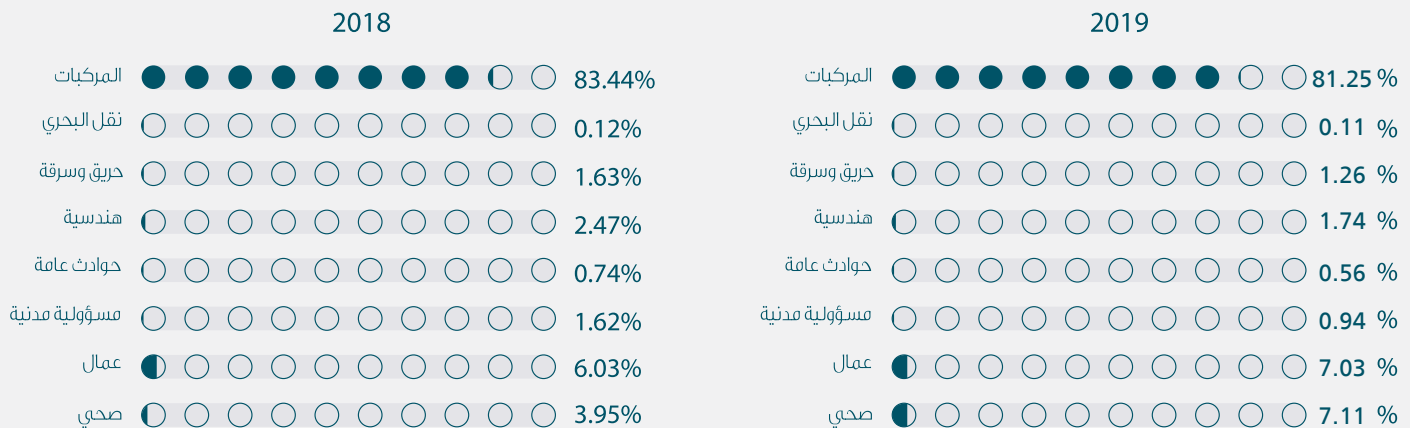 2018
المركبات 83.44%
نقل البحري 0.12%
حريق وسرقة 1.63%
هندسية 2.47%
حوادث عامة 0.74%
مسؤولية مدنية 1.62%
عمال 6.03%
صحي 3.95%
2019
المركبات 81.25 %
نقل البحري 0.11 %
حريق وسرقة 1.26 %
هندسية 1.74 %
حوادث عامة 0.56 %
مسؤولية مدنية 0.94 %
عمال 7.03 %
صحي 7.11 %